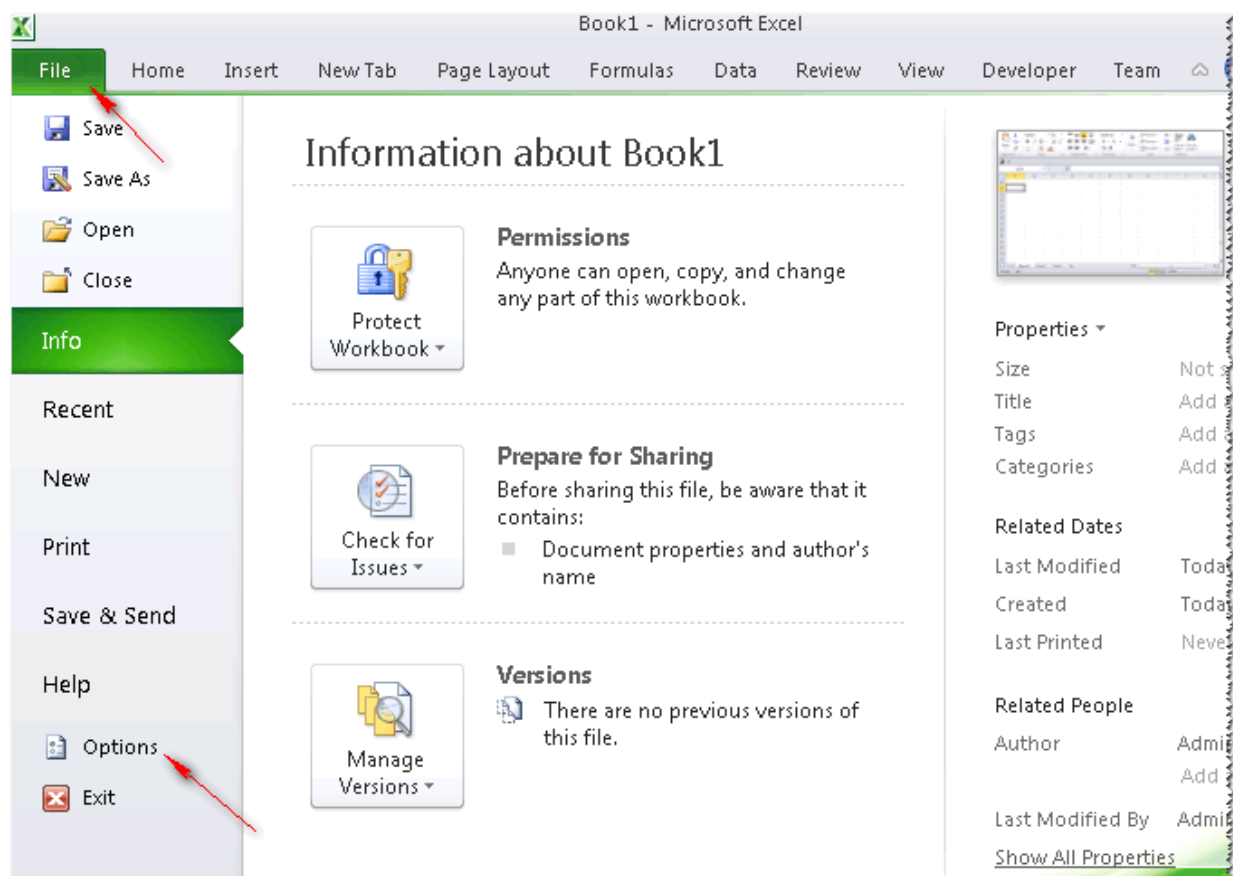 Book1 - Microsoft Excel
File Home Insert New Tab Page Layout Formulas Data Review View Developer Team
Save
Save As
Open
Close
Info
Recent
New
Print
Save & Send
Help
Options
Exit
Information about Book1
Protect
Workbook
Permissions
Anyone can open, copy, and change
any part of this workbook.
Check for
Issues
Prepare for Sharing
Before sharing this file, be aware that it
contains:
Document properties and author's
name
Manage
Versions
Versions
There are no previous versions of
this file.
Properties
Size Not
Title Add
Tags Add
Categories Add
Related Dates
Last Modified
Created
Last Printed
Related People
Author
Add
Last Modified By
Show All Properties